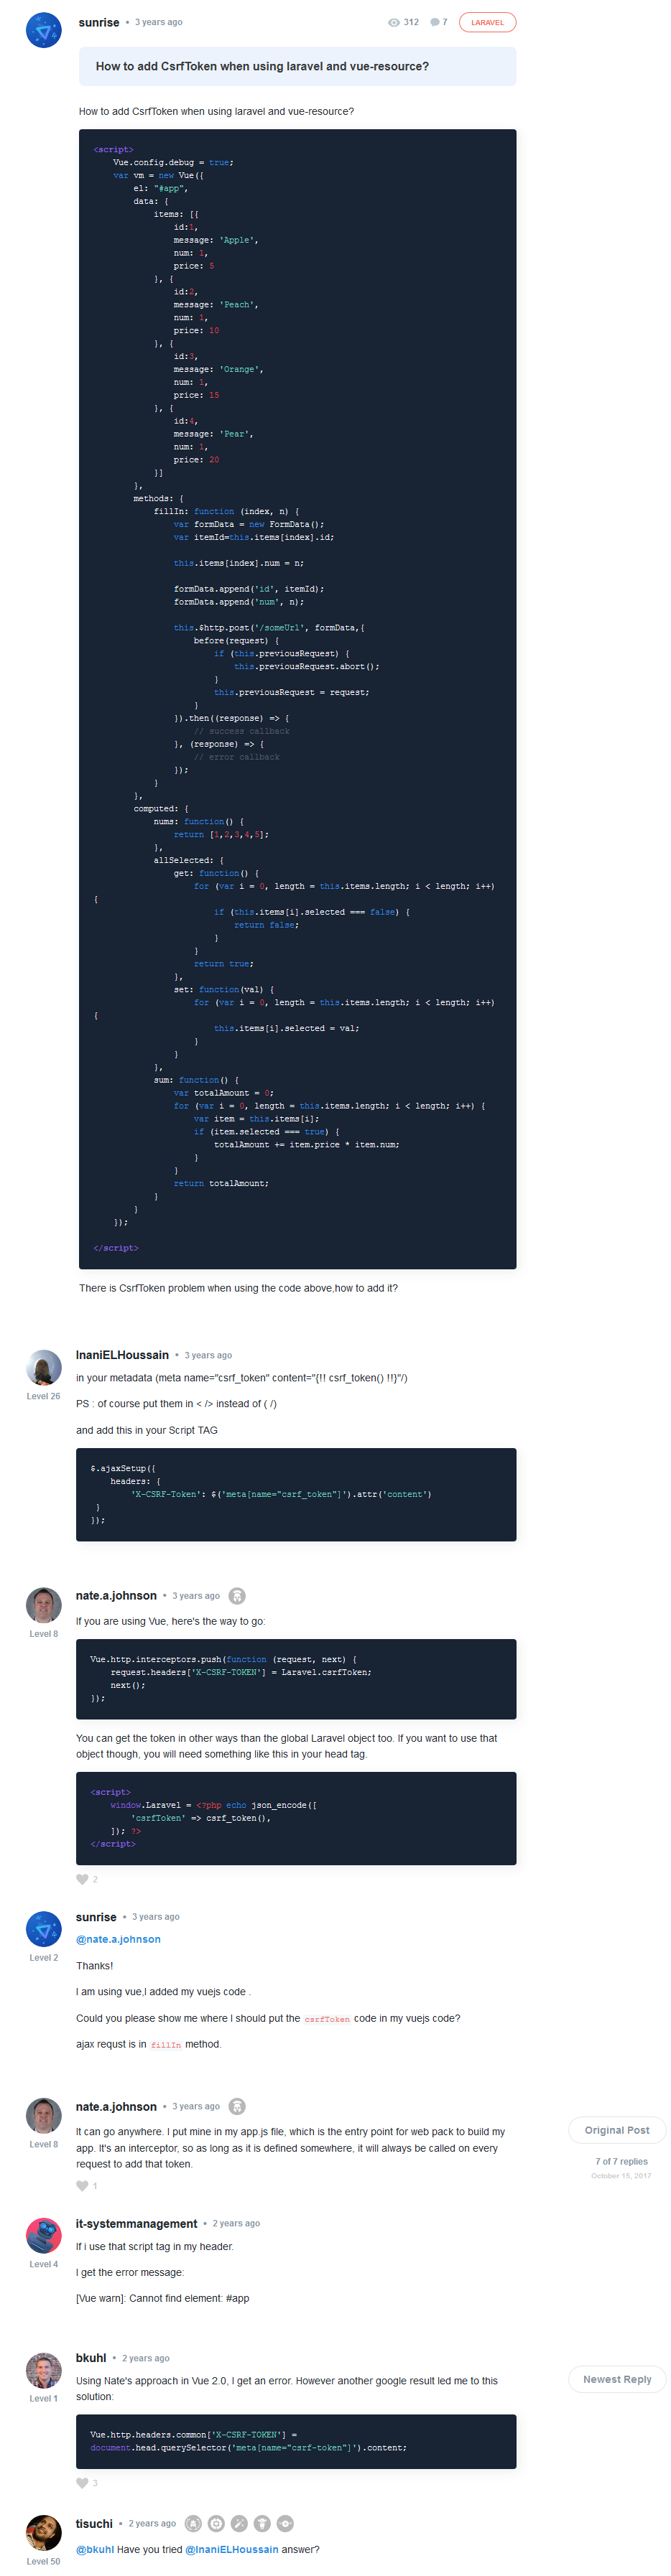 sunrise • 3 years ago 312 7 LARAVEL
How to add CsrfToken when using laravel and vue-resource?
How to add CsrfToken when using laravel and vue-resource?
<script>
Vue.config.debug = true;
var vm = new Vue({
el: "#app",
data: {
items: [{
id:1,
message: 'Apple',
num: 1,
price: 5
}, {
id:2,
message: 'Peach',
num: 1,
price: 10
}, {
id:3,
message: 'Orange',
num: 1,
price: 15
}, {
id:4,
message: 'Pear',
num: 1,
price: 20
}]
},
methods: {
fillIn: function (index, n) {
var formData = new FormData();
var itemId=this.items[index].id;
this.items[index].num = n;
formData.append('id', itemId);
formData.append('num', n);
this.$http.post('/someUrl', formData,{
before(request) {
if (this.previousRequest) {
this.previousRequest.abort();
}
this.previousRequest = request;
}
}).then((response) => {
// success callback
}, (response) => {
// error callback
});
}
},
computed: {
nums: function() {
return [1,2,3,4,5];
},
allSelected: {
get: function() {
for (var i = 0, length = this.items.length; i < length; i++)
{
if (this.items[i].selected === false) {
return false;
}
}
return true;
},
set: function(val) {
for (var i = 0, length = this.items.length; i < length; i++)
{
this.items[i].selected = val;
}
}
},
sum: function() {
var totalAmount = 0;
for (var i = 0, length = this.items.length; i < length; i++) {
var item = this.items[i];
if (item.selected === true) {
totalAmount += item.price * item.num;
}
}
return totalAmount;
}
}
});
</script>
There is CsrfToken problem when using the code above,how to add it?
InaniELHoussain • 3 years ago
Level 26
in your metadata (meta name="csrf_token" content="{!! csrf_token() !!}"/)
PS : of course put them in < /> instead of ( /)
and add this in your Script TAG
$.ajaxSetup({
headers: {
'X-CSRF-Token': $('meta[name="csrf_token"]').attr('content')
}
});
nate.a.johnson • 3 years ago
Level 8
If you are using Vue, here's the way to go:
Vue.http.interceptors.push(function (request, next) {
request.headers['X-CSRF-TOKEN'] = Laravel.csrfToken;
next();
});
You can get the token in other ways than the global Laravel object too. If you want to use that
object though, you will need something like this in your head tag.
<script>
window.Laravel = <?php echo json_encode([
'csrfToken' => csrf_token(),
]); ?>
</script>
2
sunrise • 3 years ago
Level 2
@nate.a.johnson
Thanks!
I am using vue,I added my vuejs code .
Could you please show me where I should put the csrfToken code in my vuejs code?
ajax requst is in fillIn method.
nate.a.johnson • 3 years ago
Level 8
It can go anywhere. I put mine in my app.js file, which is the entry point for web pack to build my
app. It's an interceptor, so as long as it is defined somewhere, it will always be called on every
request to add that token.
1
Original Post
7 of 7 replies
October 15, 2017
it-systemmanagement • 2 years ago
Level 4
If i use that script tag in my header.
I get the error message:
[Vue warn]: Cannot find element: #app
bkuhl • 2 years ago
Level 1
Using Nate's approach in Vue 2.0, I get an error. However another google result led me to this
solution:
Newest Reply
Vue.http.headers.common['X-CSRF-TOKEN'] =
document.head.querySelector('meta[name="csrf-token"]').content;
3
tisuchi • 2 years ago
Level 50
@bkuhl Have you tried @InaniELHoussain answer?